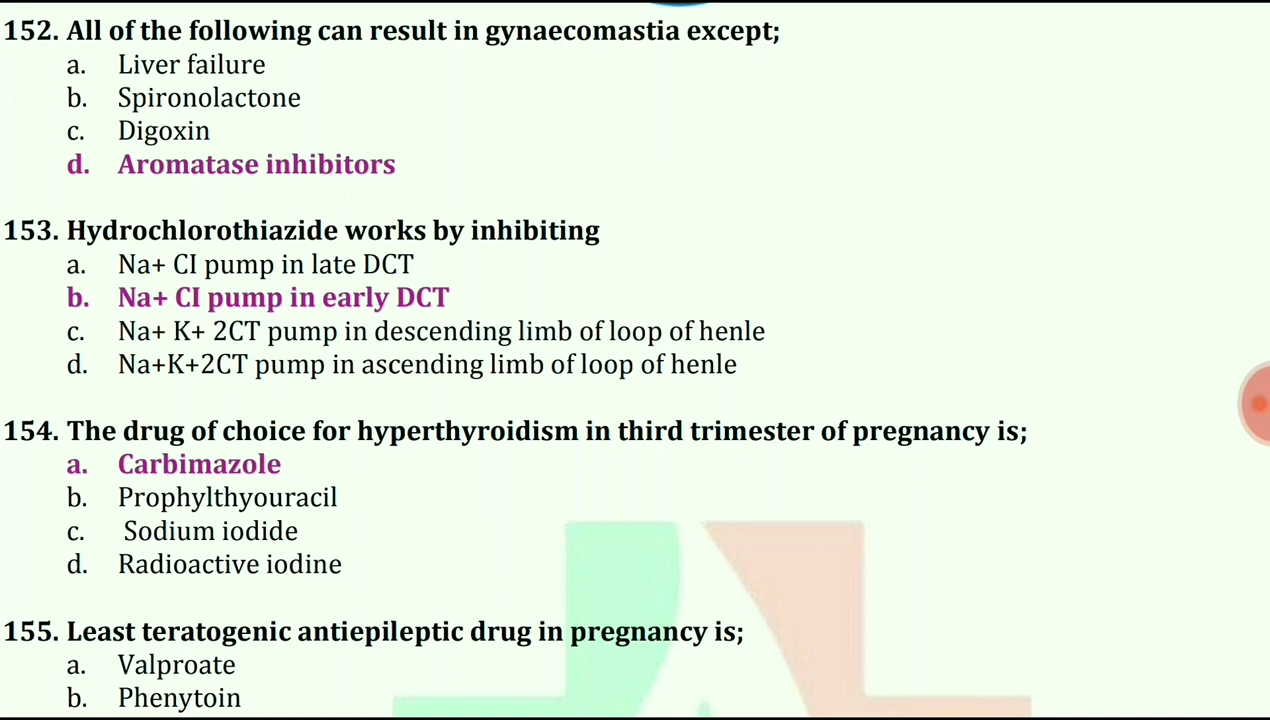 152. All of the following can result in gynaecomastia except;
a. Liver failure
b. Spironolactone
c. Digoxin
d. Aromatase inhibitors
153. Hydrochlorothiazide works by inhibiting
a. Na+ CI pump in late DCT
b. Na+ CI pump in early DCT
c. Na+ K+ 2CT pump in descending limb of loop of henle
d. Na+K+2CT pump in ascending limb of loop of henle
154. The drug of choice for hyperthyroidism in third trimester of pregnancy is;
a. Carbimazole
b. Prophylthyouracil
c. Sodium iodide
d. Radioactive iodine
155. Least teratogenic antiepileptic drug in pregnancy is;
a. Valproate
b. Phenytoin